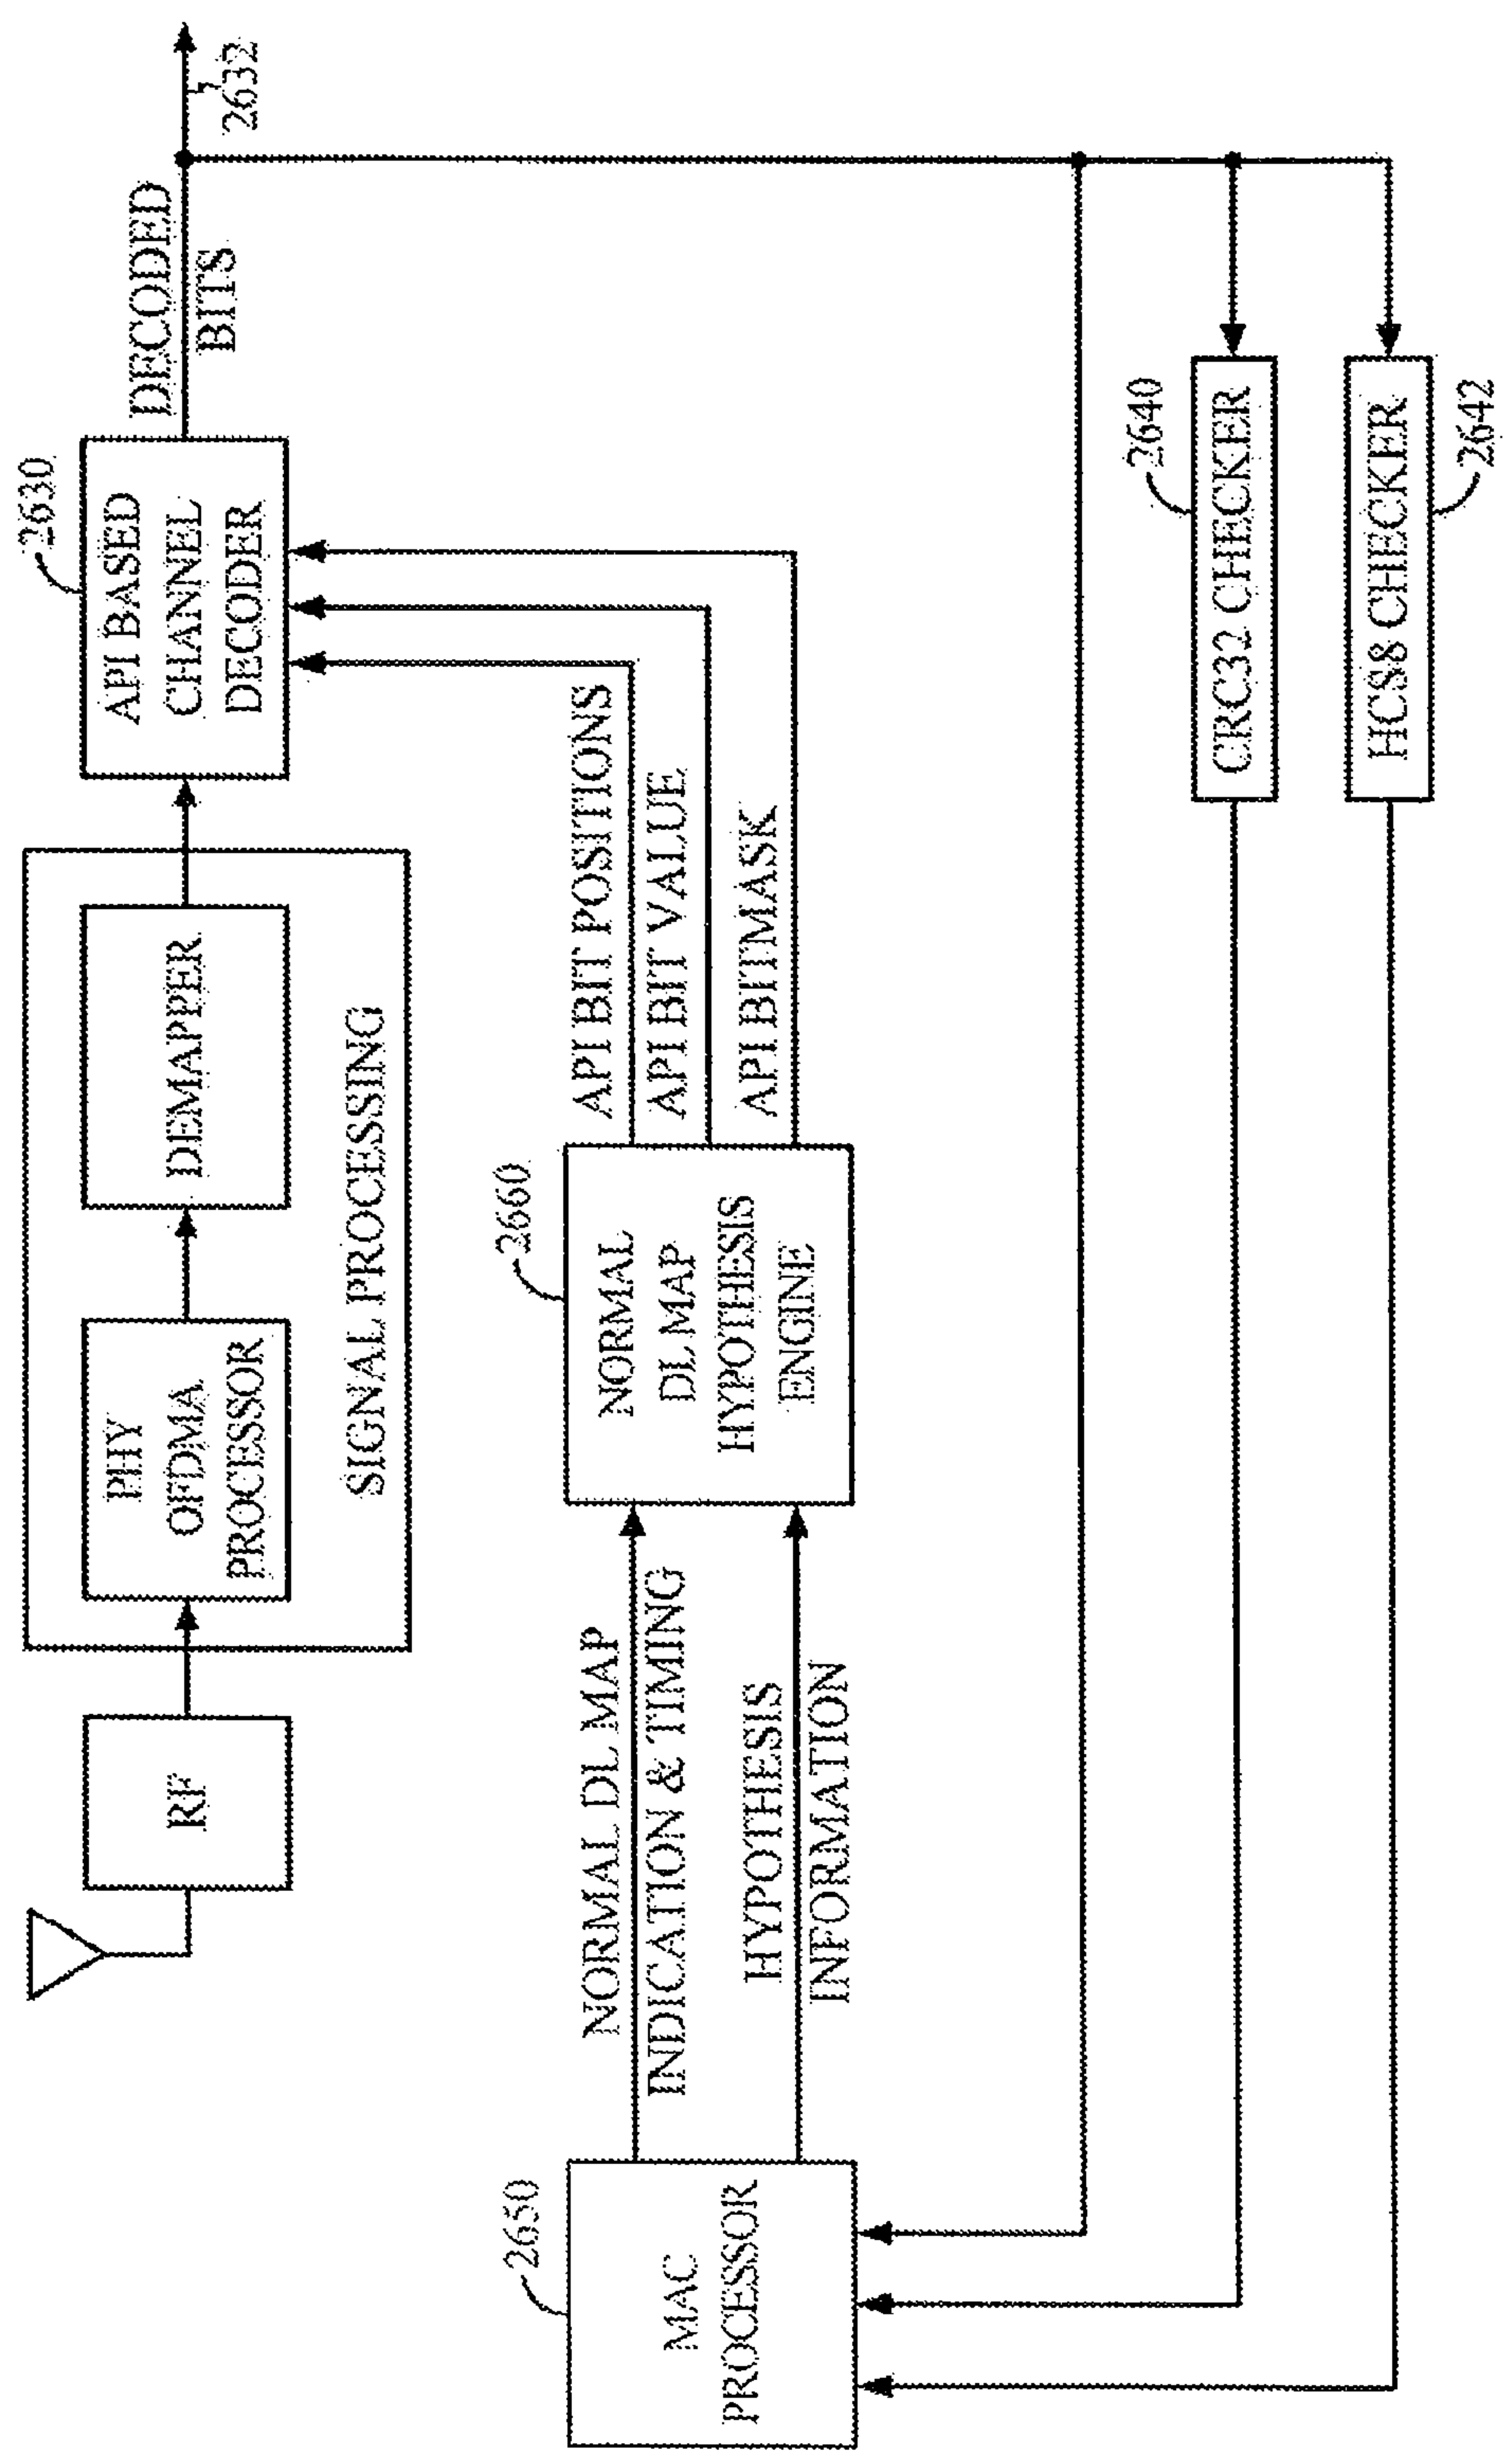 RF
PHY
OFDMA
PROCESSOR
DEMAPPER
SIGNAL PROCESSING
2630
API BASED
CHANNEL
DECODER
DECODED
BITS
2632
2650
MAC
PROCESSOR
NORMAL DL MAP
INDICATION & TIMING
HYPOTHESIS
INFORMATION
2660
NORMAL
DL MAP
HYPOTHESIS
ENGINE
API BIT POSITIONS
API BIT VALUE
API BITMASK
2640
CRC32 CHECKER
HCS8 CHECKER
2642